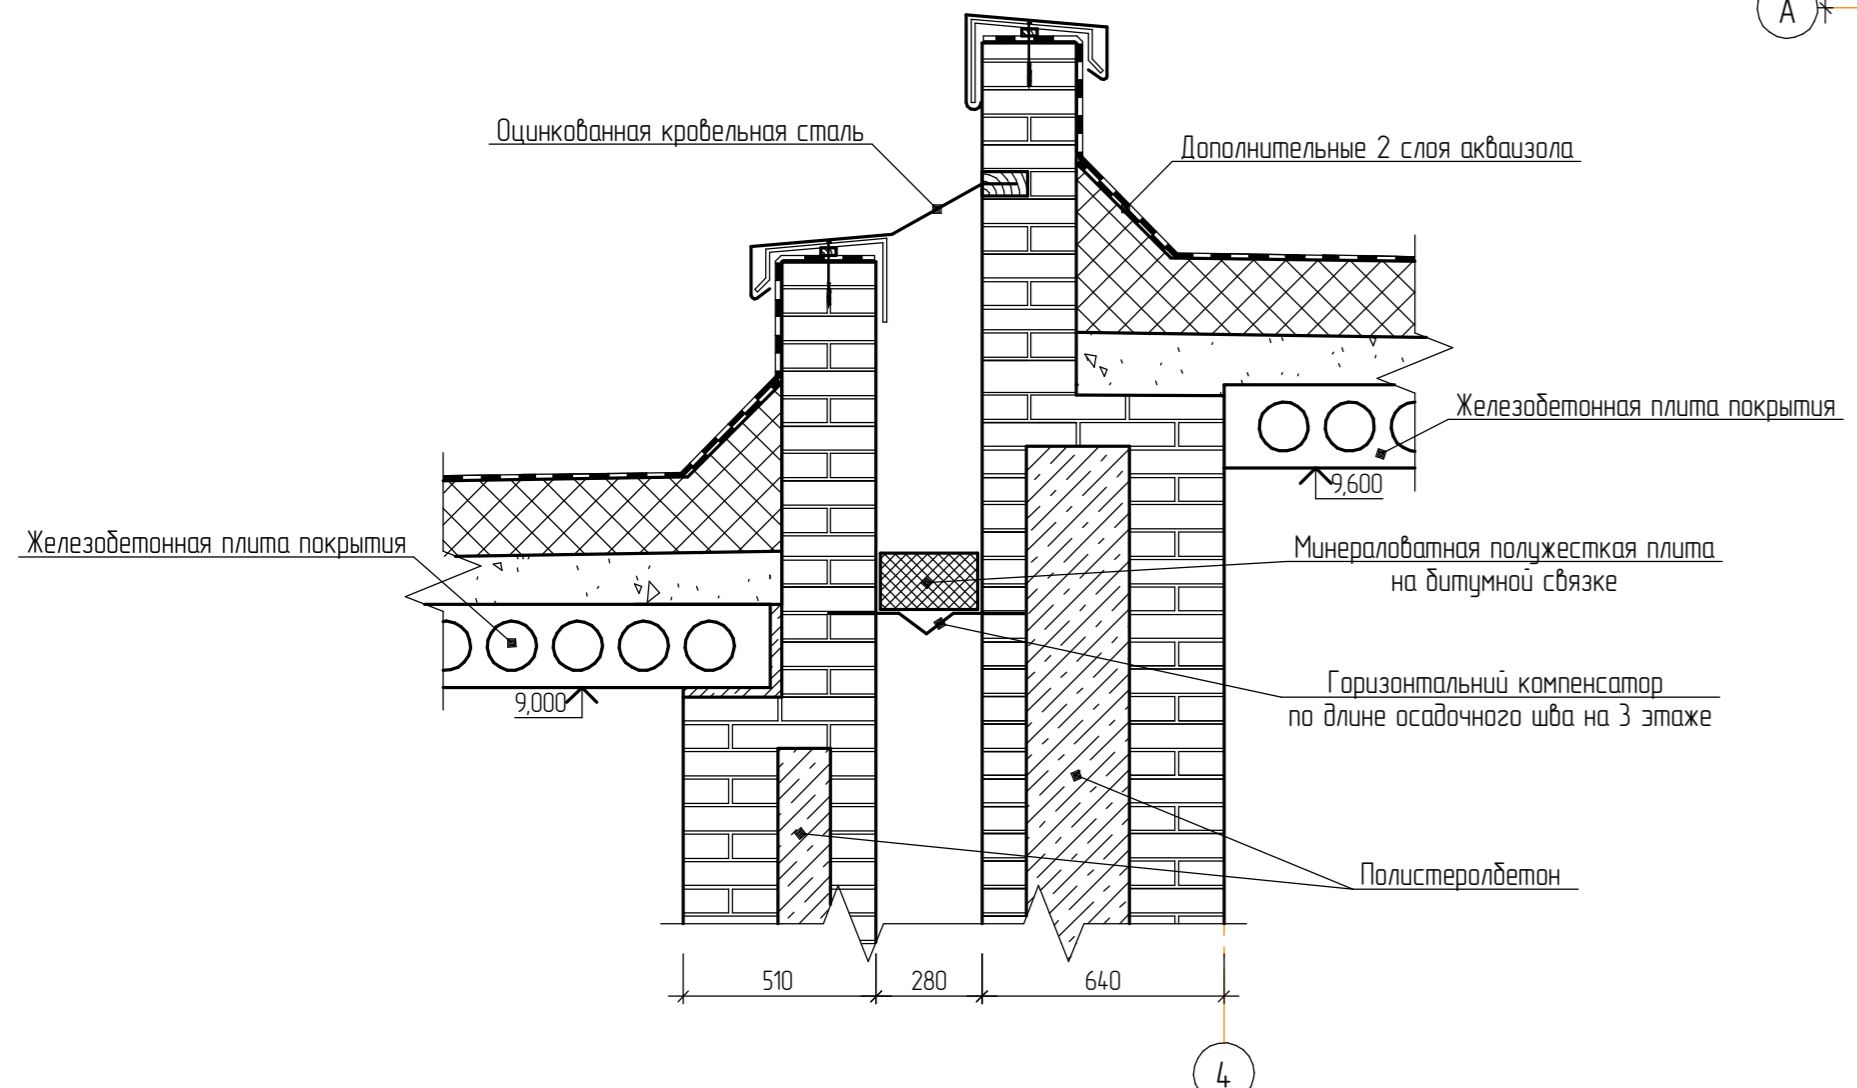 А
Оцинкованная кровельная сталь
Дополнительные 2 слоя акваизола
Железобетонная плита покрытия
9,600
Железобетонная плита покрытия
Минераловатная полужесткая плита
на битумной связке
9,000
Горизонтальний компенсатор
по длине осадочного шва на 3 этаже
Полистеролбетон
510
280
640
4